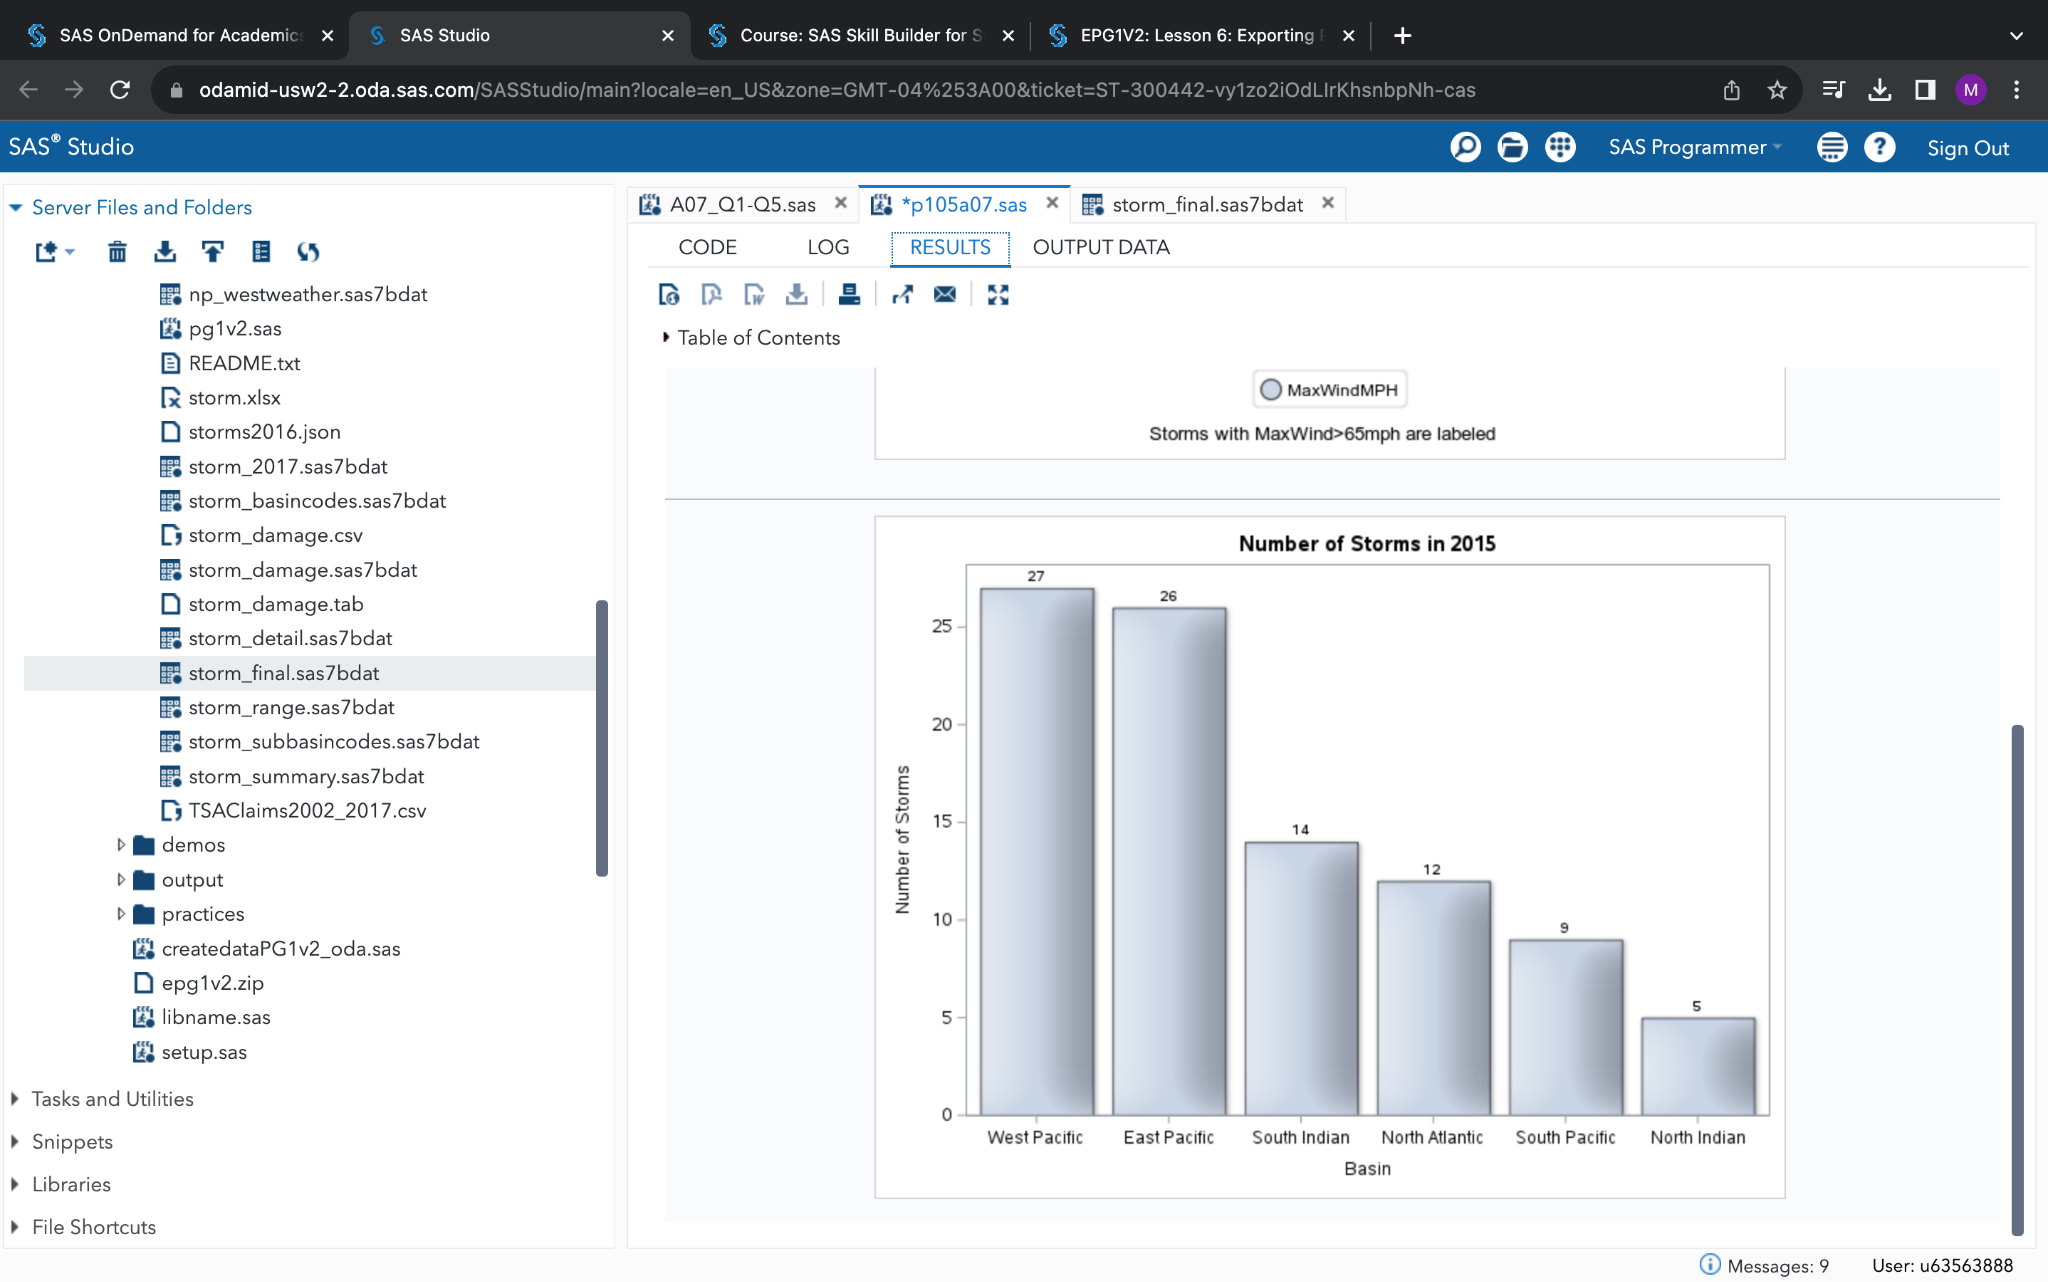 SAS OnDemand for Academics
SAS Studio
Course: SAS Skill Builder for S
EPG1V2: Lesson 6: Exporting
odamid-usw2-2.oda.sas.com/SASStudio/main?locale=en_US&zone=GMT-04%253A00&ticket=ST-300442-vy1zo2iOdLIrKhsnbpNh-cas
M
SAS® Studio
SAS Programmer
?
Sign Out
Server Files and Folders
np_westweather.sas7bdat
pg1v2.sas
README.txt
storm.xlsx
storms2016.json
storm_2017.sas7bdat
storm_basincodes.sas7bdat
storm_damage.csv
storm_damage.sas7bdat
storm_damage.tab
storm_detail.sas7bdat
storm_final.sas7bdat
storm_range.sas7bdat
storm_subbasincodes.sas7bdat
storm_summary.sas7bdat
TSAClaims2002_2017.csv
demos
output
practices
createdataPG1v2_oda.sas
epg1v2.zip
libname.sas
setup.sas
Tasks and Utilities
Snippets
Libraries
File Shortcuts
A07_Q1-Q5.sas
*p105a07.sas
storm_final.sas7bdat
CODE LOG RESULTS OUTPUT DATA
Table of Contents
MaxWindMPH
Storms with MaxWind>65mph are labeled
Number of Storms in 2015
27
26
14
12
9
5
25
20
15
10
5
0
Number of Storms
West Pacific East Pacific South Indian North Atlantic South Pacific North Indian
Basin
Messages: 9
User: u63563888